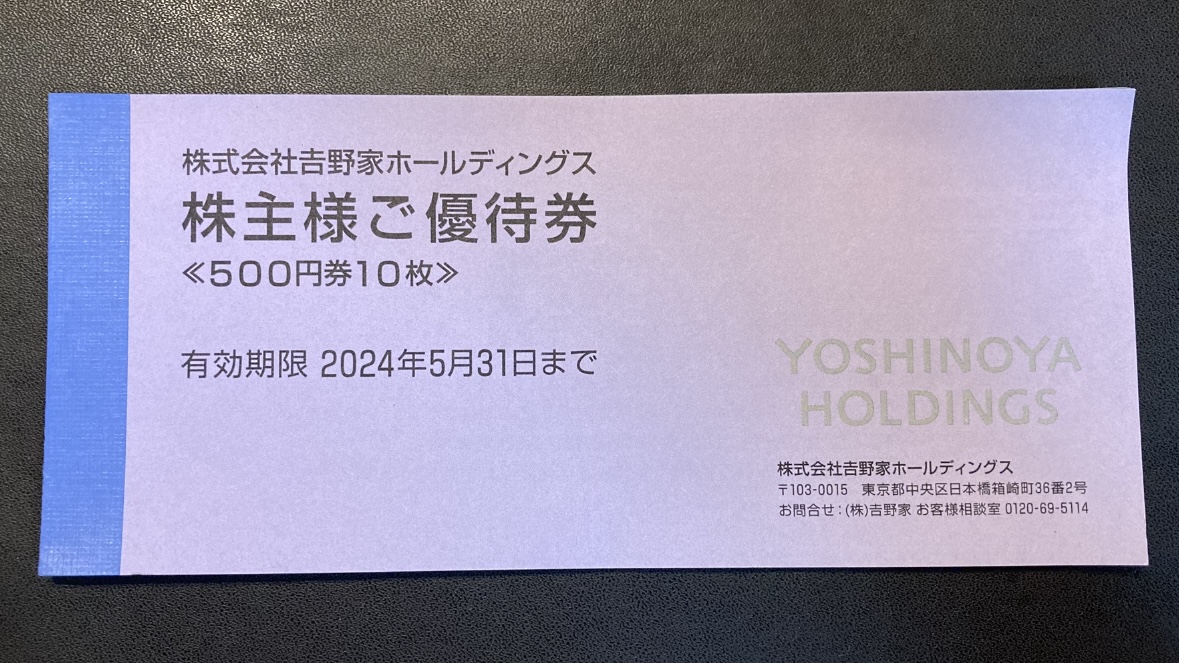 株式会社𠮷野家ホールディングス
株主様ご優待券
≪500円券10枚≫
有効期限 2024年5月31日まで
YOSHINOYA
HOLDINGS
株式会社𠮷野家ホールディングス
〒103-0015 東京都中央区日本橋箱崎町36番2号
お問合せ：(株)𠮷野家 お客様相談室 0120-69-5114